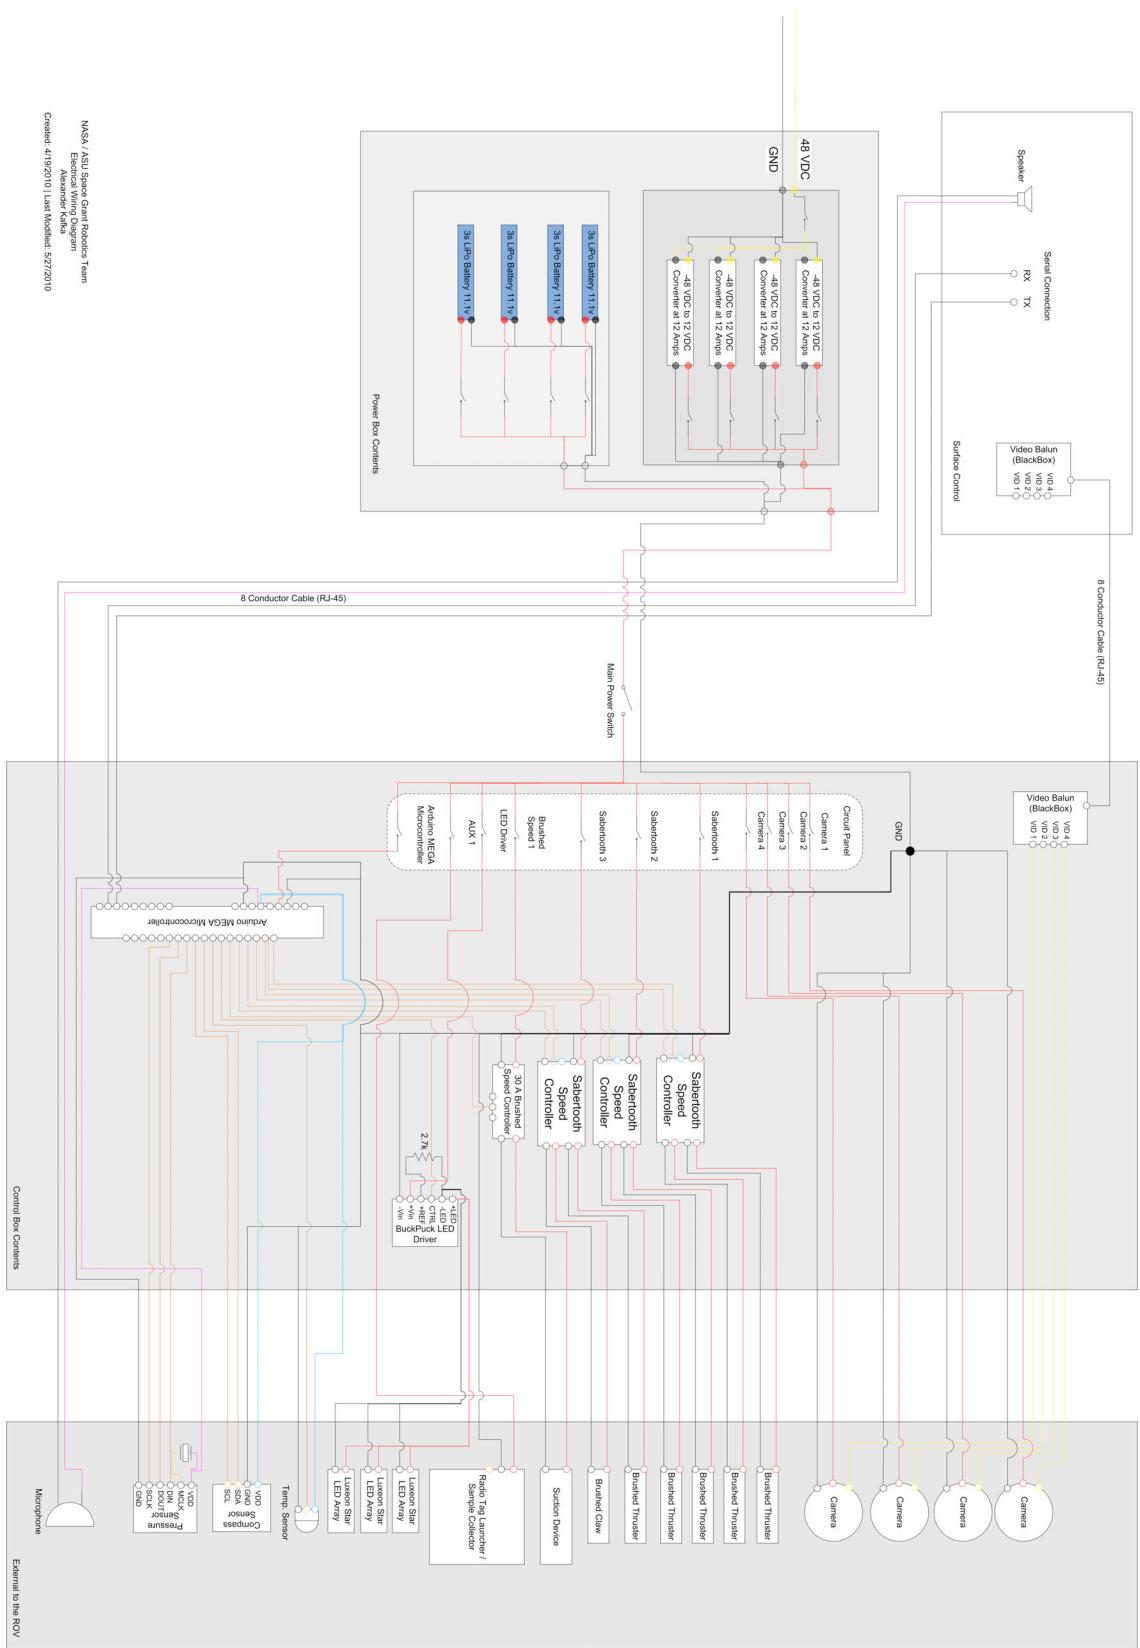 NASA / ASU Space Grant Robotics Team
Electrical Wiring Diagram
Alexander Kafka
Created: 4/19/2010 | Last Modified: 5/27/2010
48 VDC
GND
-48 VDC to 12 VDC
Converter at 12 Amps
-48 VDC to 12 VDC
Converter at 12 Amps
-48 VDC to 12 VDC
Converter at 12 Amps
-48 VDC to 12 VDC
Converter at 12 Amps
3s LiPo Battery 11.1v
3s LiPo Battery 11.1v
3s LiPo Battery 11.1v
3s LiPo Battery 11.1v
Power Box Contents
Speaker
Serial Connection
RX
TX
Video Balun
(BlackBox)
VID 1
VID 2
VID 3
VID 4
Surface Control
8 Conductor Cable (RJ-45)
8 Conductor Cable (RJ-45)
Main Power Switch
Video Balun
(BlackBox)
VID 1
VID 2
VID 3
VID 4
GND
Circuit Panel
Camera 1
Camera 2
Camera 3
Camera 4
Sabertooth 1
Sabertooth 2
Sabertooth 3
Brushed
Speed 1
LED Driver
AUX 1
Arduino MEGA
Microcontroller
Arduino MEGA Microcontroller
Sabertooth
Speed
Controller
Sabertooth
Speed
Controller
Sabertooth
Speed
Controller
30 A Brushed
Speed Controller
2.7k
+LED
-LED
CTRL
+REF
+Vin
-Vin
BuckPuck LED
Driver
Control Box Contents
Camera
Camera
Camera
Camera
Brushed Thruster
Brushed Thruster
Brushed Thruster
Brushed Thruster
Brushed Thruster
Brushed Claw
Suction Device
Radio Tag Launcher /
Sample Collector
Luxeon Star
LED Array
Luxeon Star
LED Array
Luxeon Star
LED Array
Temp. Sensor
VDD
GND
SDA
SCL
Compass
Sensor
VDD
MCLK
DIN
DOUT
SCLK
GND
Pressure
Sensor
Microphone
External to the ROV